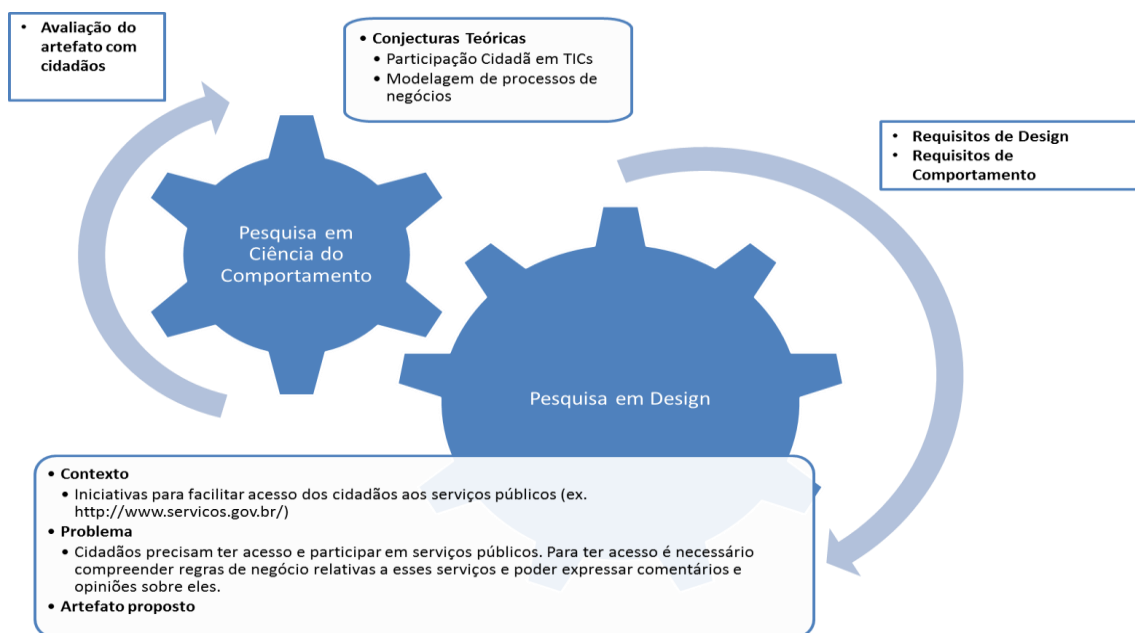 • Avaliação do
artefato com
cidadãos
• Conjecturas Teóricas
• Participação Cidadã em TICs
• Modelagem de processos de
negócios
• Requisitos de Design
• Requisitos de
Comportamento
Pesquisa em
Ciência do
Comportamento
Pesquisa em Design
• Contexto
• Iniciativas para facilitar acesso dos cidadãos aos serviços públicos (ex.
http://www.servicos.gov.br/)
• Problema
• Cidadãos precisam ter acesso e participar em serviços públicos. Para ter acesso é necessário
compreender regras de negócio relativas a esses serviços e poder expressar comentários e
opiniões sobre eles.
• Artefato proposto